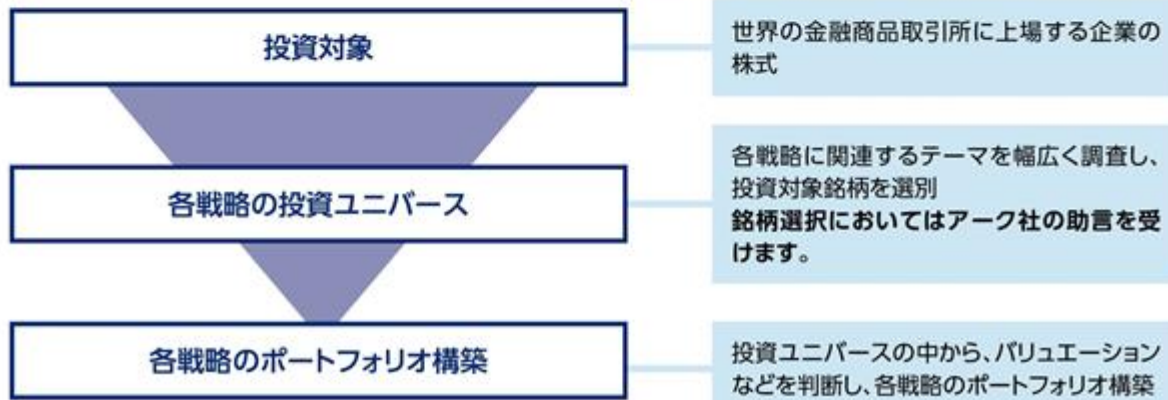 投資対象
世界の金融商品取引所に上場する企業の
株式
各戦略の投資ユニバース
各戦略に関連するテーマを幅広く調査し、
投資対象銘柄を選別
銘柄選択においてはアーク社の助言を受
けます。
各戦略のポートフォリオ構築
投資ユニバースの中から、バリュエーション
などを判断し、各戦略のポートフォリオ構築